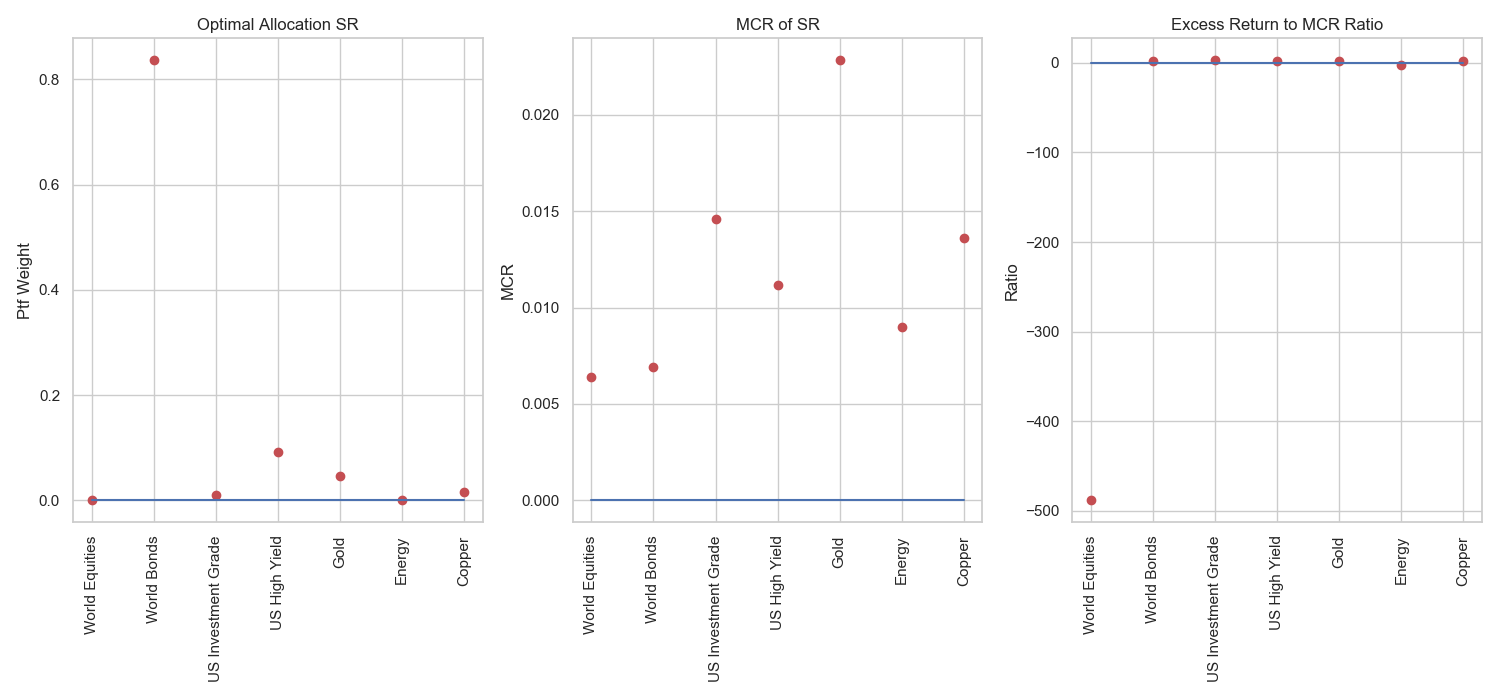 Optimal Allocation SR
Ptf Weight
0.8
0.6
0.4
0.2
0.0
World Equities
World Bonds
US Investment Grade
US High Yield
Gold
Energy
Copper
MCR of SR
MCR
0.020
0.015
0.010
0.005
0.000
World Equities
World Bonds
US Investment Grade
US High Yield
Gold
Energy
Copper
Excess Return to MCR Ratio
Ratio
0
−100
−200
−300
−400
−500
World Equities
World Bonds
US Investment Grade
US High Yield
Gold
Energy
Copper